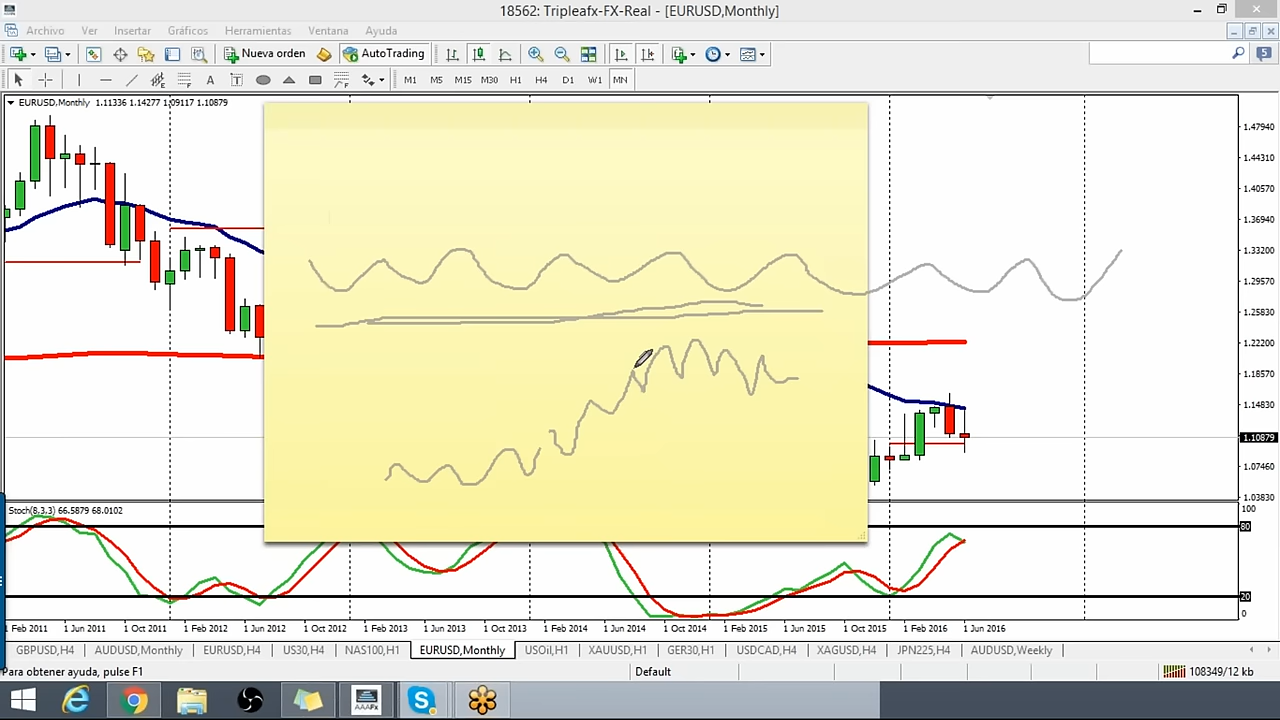 18562: Tripleafx-FX-Real - [EURUSD,Monthly]
Archivo Ver Insertar Gráficos Herramientas Ventana Ayuda
Nueva orden AutoTrading 5
A T M1 M5 M15 M30 H1 H4 D1 W1 MN
EURUSD,Monthly 1.11336 1.14277 1.09117 1.10879
1.47940
1.44310
1.40570
1.36940
1.33200
1.29570
1.25830
1.22200
1.18570
1.14830
1.10879
1.07460
1.03830
Stoch(8,3,3) 66.5879 68.0102
100
80
20
0
1 Feb 2011 1 Jun 2011 1 Oct 2011 1 Feb 2012 1 Jun 2012 1 Oct 2012 1 Feb 2013 1 Jun 2013 1 Oct 2013 1 Feb 2014 1 Jun 2014 1 Oct 2014 1 Feb 2015 1 Jun 2015 1 Oct 2015 1 Feb 2016 1 Jun 2016
GBPUSD,H4 AUDUSD,Monthly EURUSD,H4 US30,H4 NAS100,H1 EURUSD,Monthly USOil,H1 XAUUSD,H1 GER30,H1 USDCAD,H4 XAGUSD,H4 JPN225,H4 AUDUSD,Weekly
Para obtener ayuda, pulse F1 Default 108349/12 kb
AAAFx